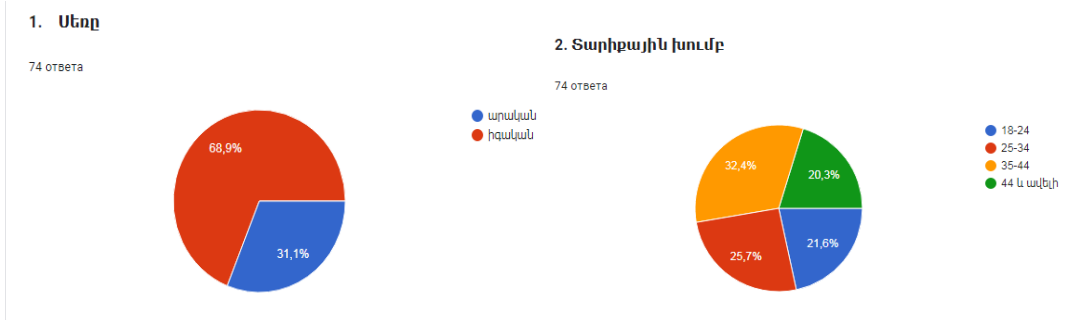 1. Սեռը
74 ответа
արական
իգական
68,9%
31,1%
2. Տարիքային խումբ
74 ответа
18-24
25-34
35-44
44 և ավելի
32,4%
20,3%
25,7%
21,6%